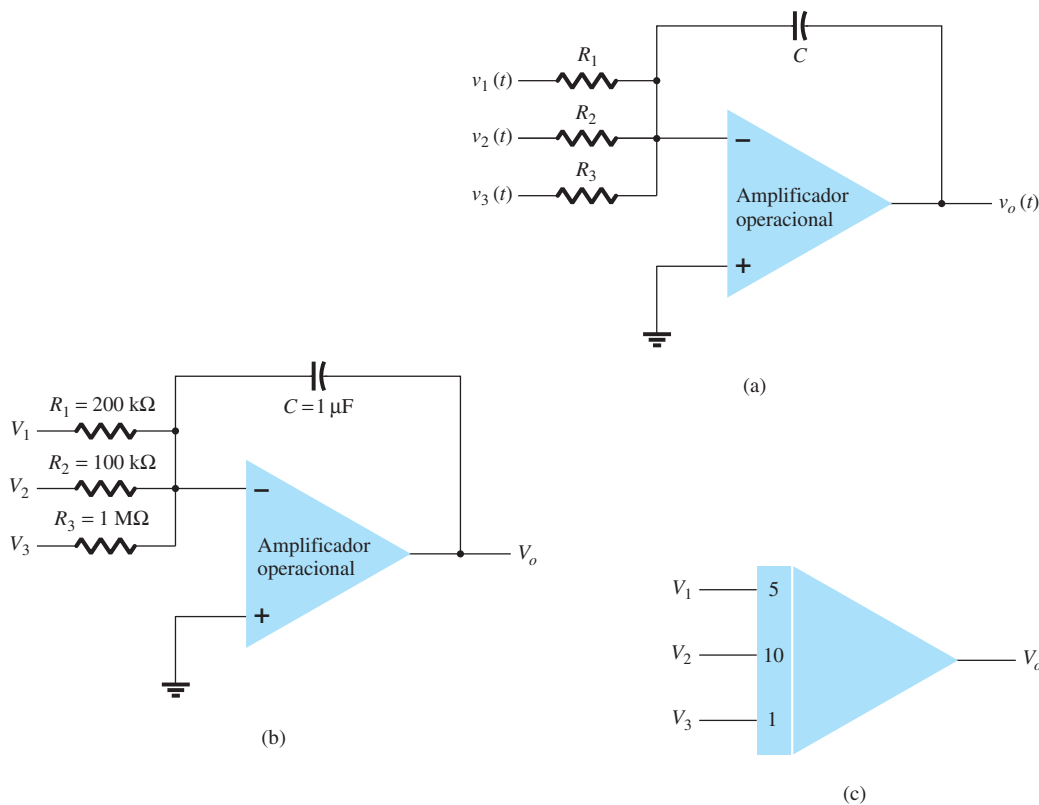 C
R₁
v₁(t)
R₂
v₂(t)
R₃
v₃(t)
−
Amplificador
operacional
vₒ(t)
+
(a)
C = 1 μF
R₁ = 200 kΩ
V₁
R₂ = 100 kΩ
V₂
R₃ = 1 MΩ
V₃
−
Amplificador
operacional
Vₒ
+
(b)
V₁ 5
V₂ 10 Vₒ
V₃ 1
(c)